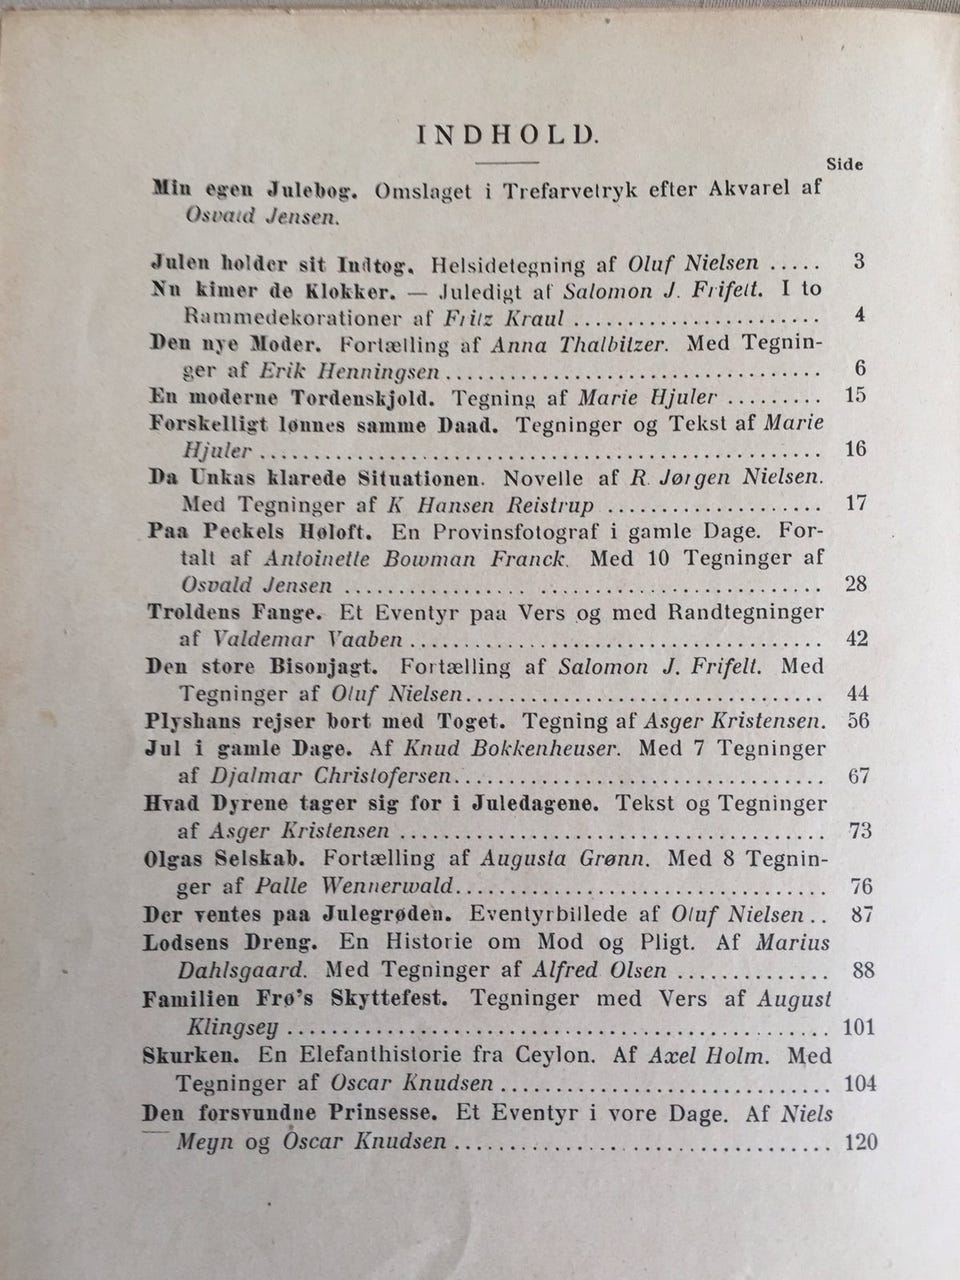 INDHOLD.
Side
Min egen Julebog. Omslaget i Trefarvetryk efter Akvarel af
Osvald Jensen.
Julen holder sit Indtog. Helsidetegning af Oluf Nielsen ..... 3
Nu kimer de Klokker. — Juledigt af Salomon J. Frifelt. I to
Rammedekorationer af Fritz Kraul ....................... 4
Den nye Moder. Fortælling af Anna Thalbitzer. Med Tegnin-
ger af Erik Henningsen .................................. 6
En moderne Tordenskjold. Tegning af Marie Hjuler ......... 15
Forskelligt lønnes samme Daad. Tegninger og Tekst af Marie
Hjuler .................................................. 16
Da Unkas klarede Situationen. Novelle af R. Jørgen Nielsen.
Med Tegninger af K Hansen Reistrup .................... 17
Paa Peckels Høloft. En Provinsfotograf i gamle Dage. For-
talt af Antoinette Bowman Franck. Med 10 Tegninger af
Osvald Jensen .......................................... 28
Troldens Fange. Et Eventyr paa Vers og med Randtegninger
af Valdemar Vaaben ..................................... 42
Den store Bisonjagt. Fortælling af Salomon J. Frifelt. Med
Tegninger af Oluf Nielsen................................ 44
Plyshans rejser bort med Toget. Tegning af Asger Kristensen. 56
Jul i gamle Dage. Af Knud Bokkenheuser. Med 7 Tegninger
af Djalmar Christofersen................................. 67
Hvad Dyrene tager sig for i Juledagene. Tekst og Tegninger
af Asger Kristensen ...................................... 73
Olgas Selskab. Fortælling af Augusta Grønn. Med 8 Tegnin-
ger af Palle Wennerwald................................. 76
Der ventes paa Julegrøden. Eventyrbillede af Oluf Nielsen .. 87
Lodsens Dreng. En Historie om Mod og Pligt. Af Marius
Dahlsgaard. Med Tegninger af Alfred Olsen .............. 88
Familien Frø's Skyttefest. Tegninger med Vers af August
Klingsey ................................................ 101
Skurken. En Elefanthistorie fra Ceylon. Af Axel Holm. Med
Tegninger af Oscar Knudsen .............................. 104
Den forsvundne Prinsesse. Et Eventyr i vore Dage. Af Niels
Meyn og Oscar Knudsen .................................. 120